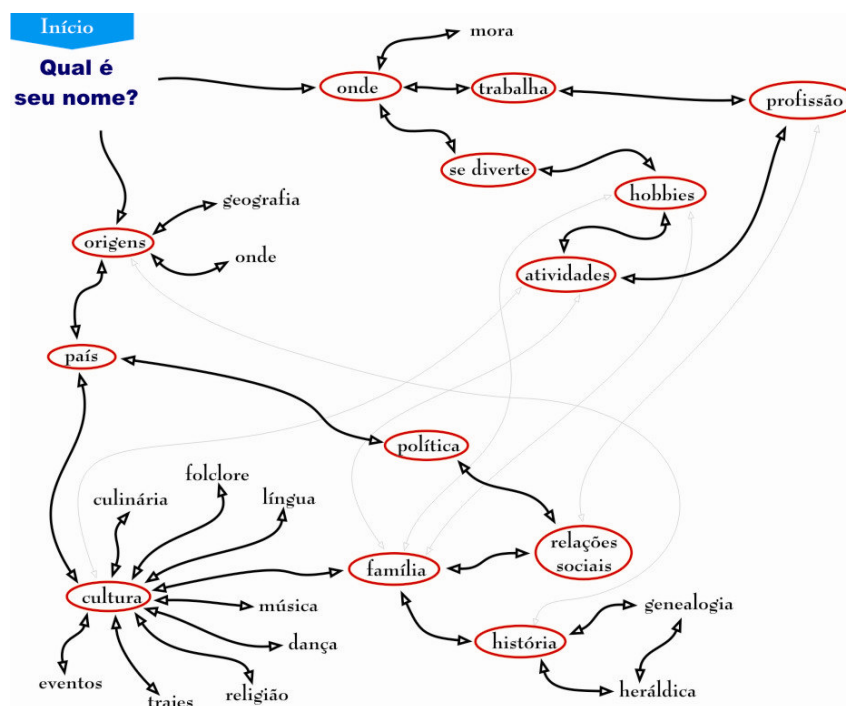 Início
Qual é
seu nome?
mora
onde
trabalha
profissão
se diverte
hobbies
geografia
origens
onde
atividades
país
política
folclore
culinária
língua
relações
sociais
família
cultura
música
genealogia
história
dança
eventos
religião
heráldica
trajes